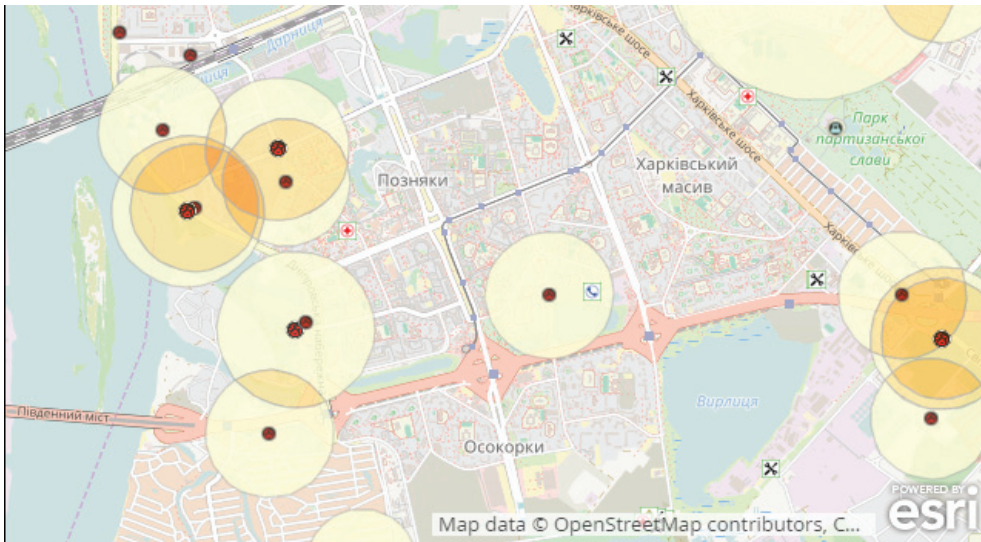 Дарниця
Харківське шосе
Харківське шосе
Парк
партизанської
слави
Позняки
Харківський
масив
Вирлиця
Південний міст
Осокорки
Map data © OpenStreetMap contributors, C...
POWERED BY
esri